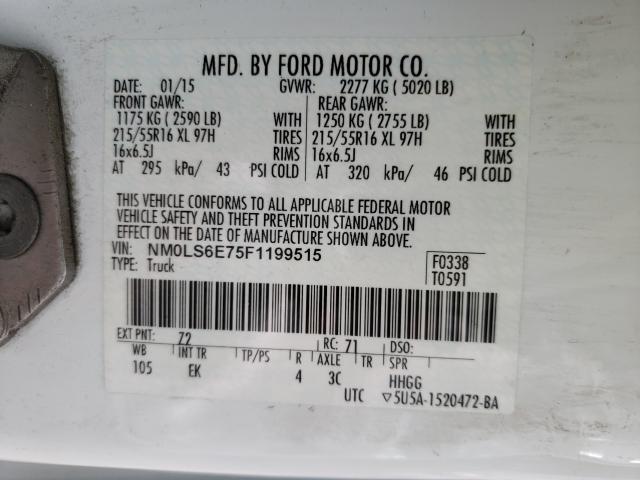 MFD. BY FORD MOTOR CO.
DATE: 01/15 GVWR: 2277 KG ( 5020 LB)
FRONT GAWR: REAR GAWR:
1175 KG ( 2590 LB) WITH 1250 KG ( 2755 LB) WITH
215/55R16 XL 97H TIRES 215/55R16 XL 97H TIRES
16x6.5J RIMS 16x6.5J RIMS
AT 295 kPa/ 43 PSI COLD AT 320 kPa/ 46 PSI COLD
THIS VEHICLE CONFORMS TO ALL APPLICABLE FEDERAL MOTOR
VEHICLE SAFETY AND THEFT PREVENTION STANDARDS IN
EFFECT ON THE DATE OF MANUFACTURE SHOWN ABOVE.
VIN: NM0LS6E75F1199515 F0338
TYPE: Truck T0591
EXT PNT: 72 RC: 71 DSO:
WB INT TR TP/PS R AXLE TR SPR
105 EK 4 3C HHGG
UTC ▽5U5A-1520472-BA